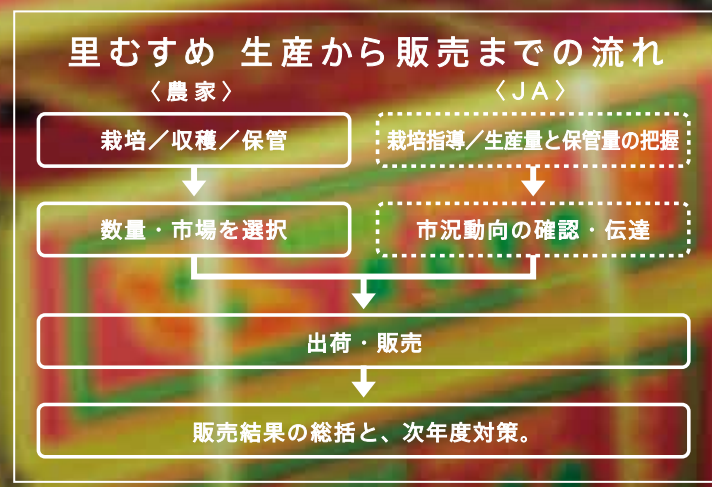 里むすめ 生産から販売までの流れ
〈農家〉
〈JA〉
栽培／収穫／保管
栽培指導／生産量と保管量の把握
数量・市場を選択
市況動向の確認・伝達
出荷・販売
販売結果の総括と、次年度対策。